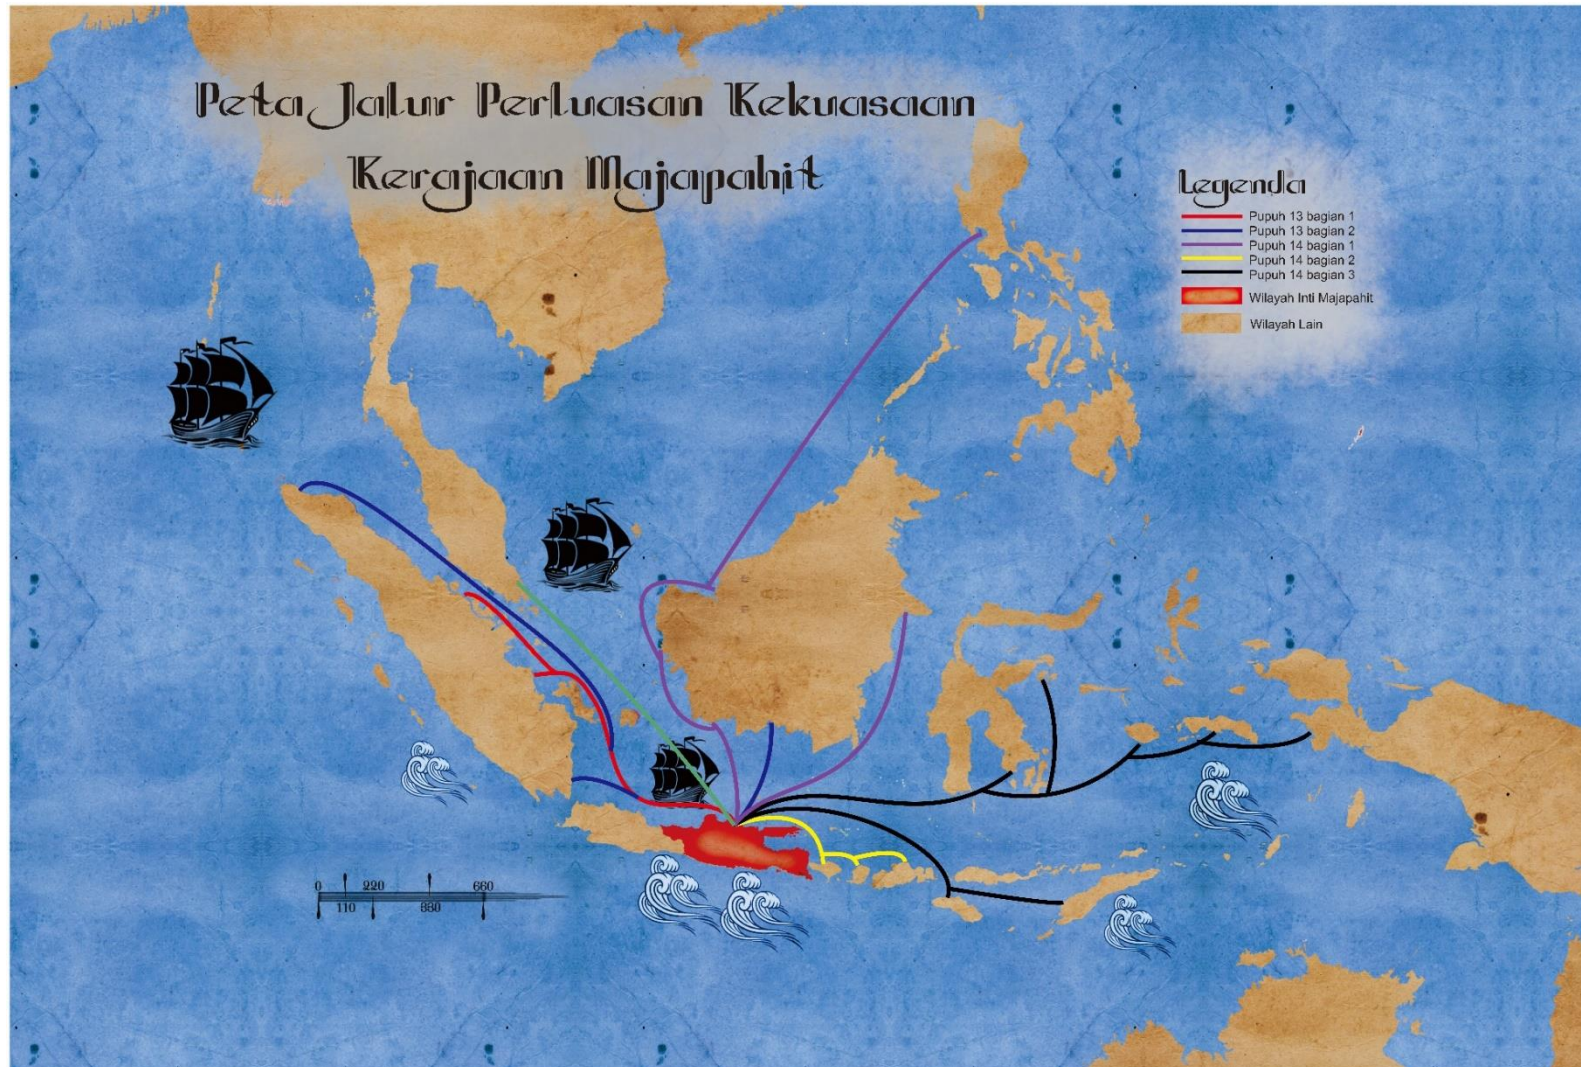 Peta Jalur Perluasan Kekuasaan
Kerajaan Majapahit
Legenda
Pupuh 13 bagian 1
Pupuh 13 bagian 2
Pupuh 14 bagian 1
Pupuh 14 bagian 2
Pupuh 14 bagian 3
Wilayah Inti Majapahit
Wilayah Lain
0 220 660
110 880